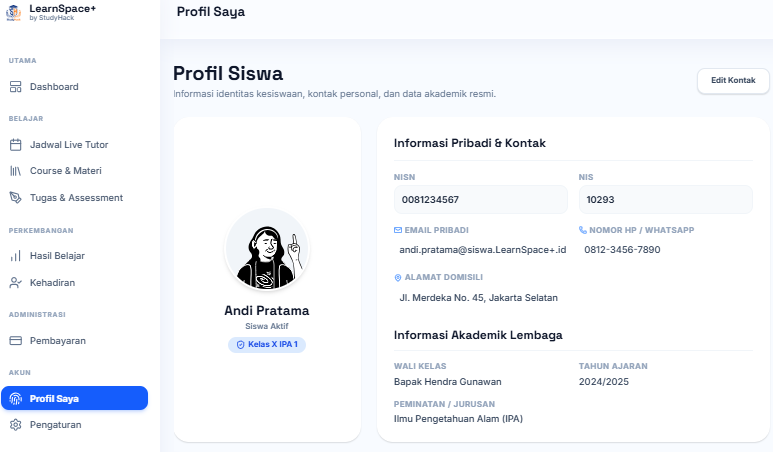 LearnSpace+
by StudyHack
UTAMA
Dashboard
BELAJAR
Jadwal Live Tutor
Course & Materi
Tugas & Assessment
PERKEMBANGAN
Hasil Belajar
Kehadiran
ADMINISTRASI
Pembayaran
AKUN
Profil Saya
Pengaturan
Profil Saya
Profil Siswa
Informasi identitas kesiswaan, kontak personal, dan data akademik resmi.
Edit Kontak
Andi Pratama
Siswa Aktif
Kelas X IPA 1
Informasi Pribadi & Kontak
NISN
0081234567
NIS
10293
EMAIL PRIBADI
andi.pratama@siswa.LearnSpace+.id
NOMOR HP / WHATSAPP
0812-3456-7890
ALAMAT DOMISILI
Jl. Merdeka No. 45, Jakarta Selatan
Informasi Akademik Lembaga
WALI KELAS
Bapak Hendra Gunawan
TAHUN AJARAN
2024/2025
PEMINATAN / JURUSAN
Ilmu Pengetahuan Alam (IPA)